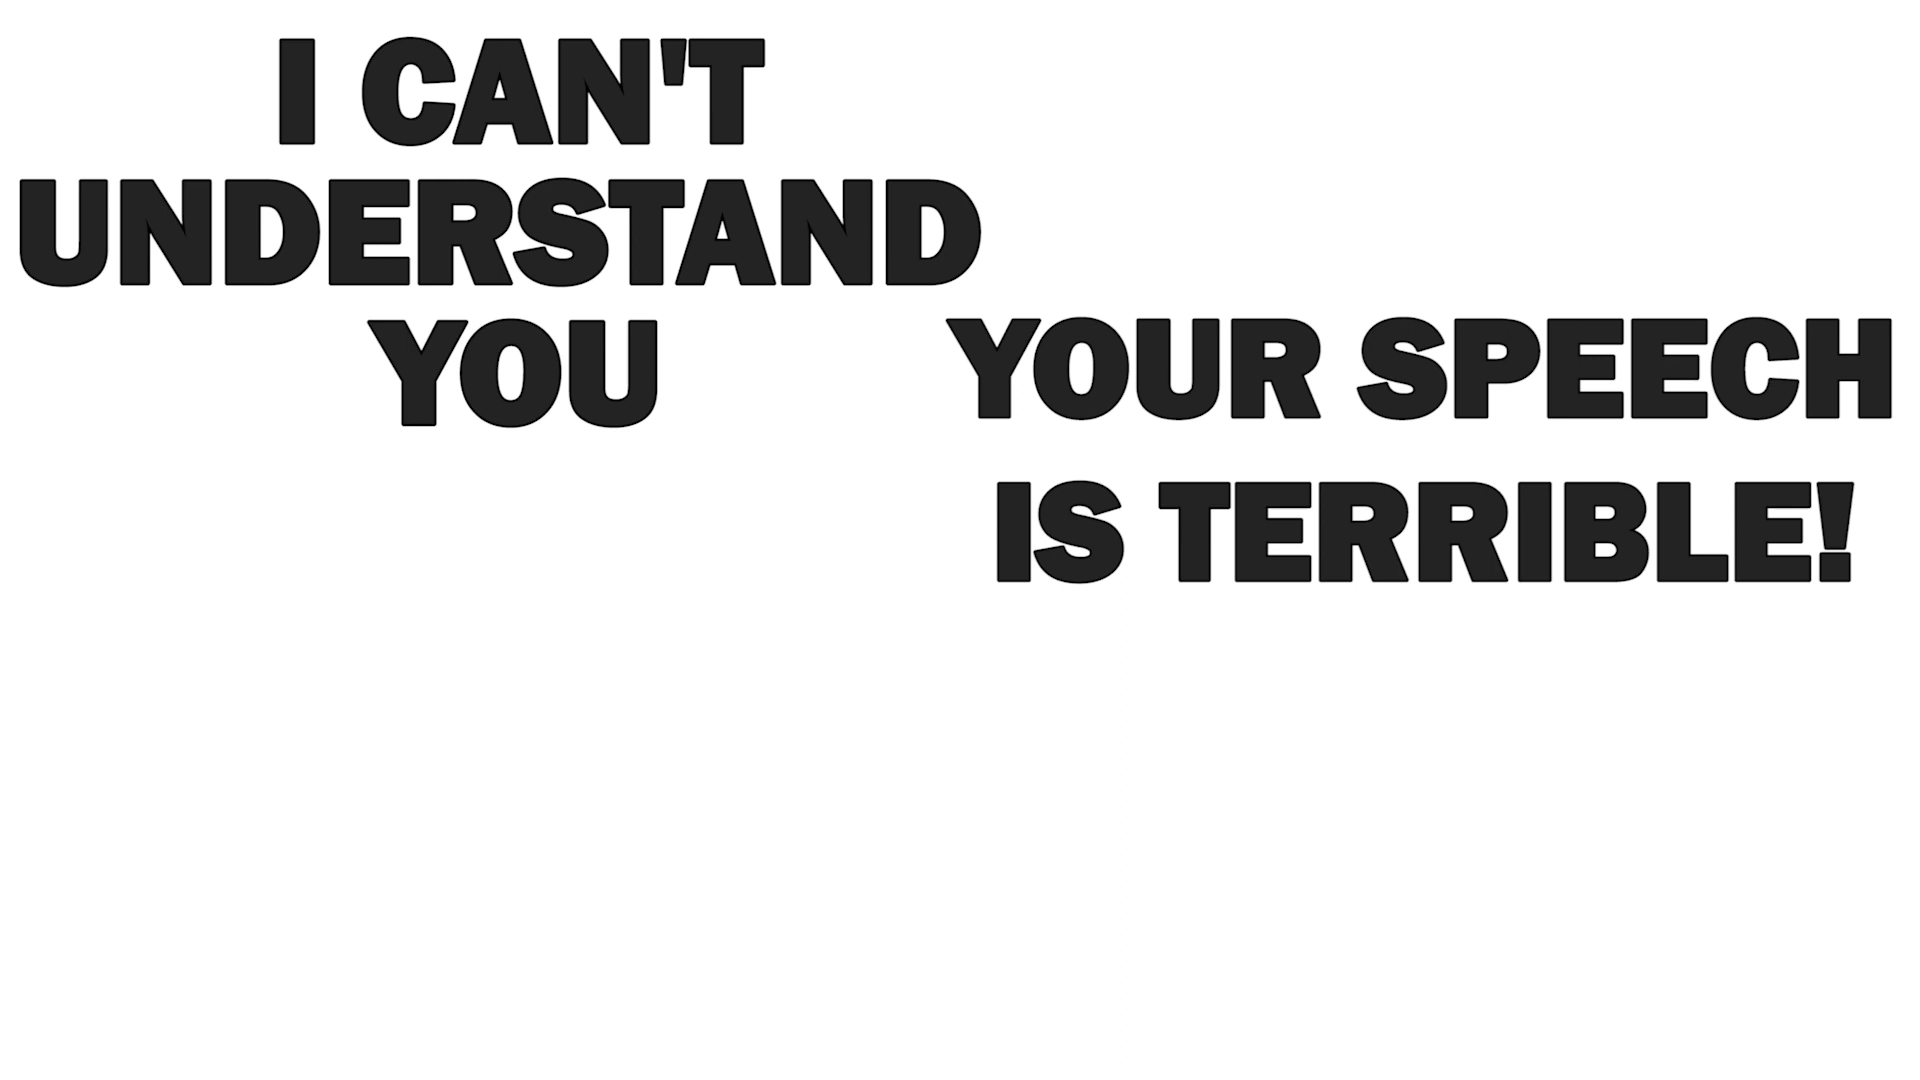 I CAN'T
UNDERSTAND
YOU
YOUR SPEECH
IS TERRIBLE!